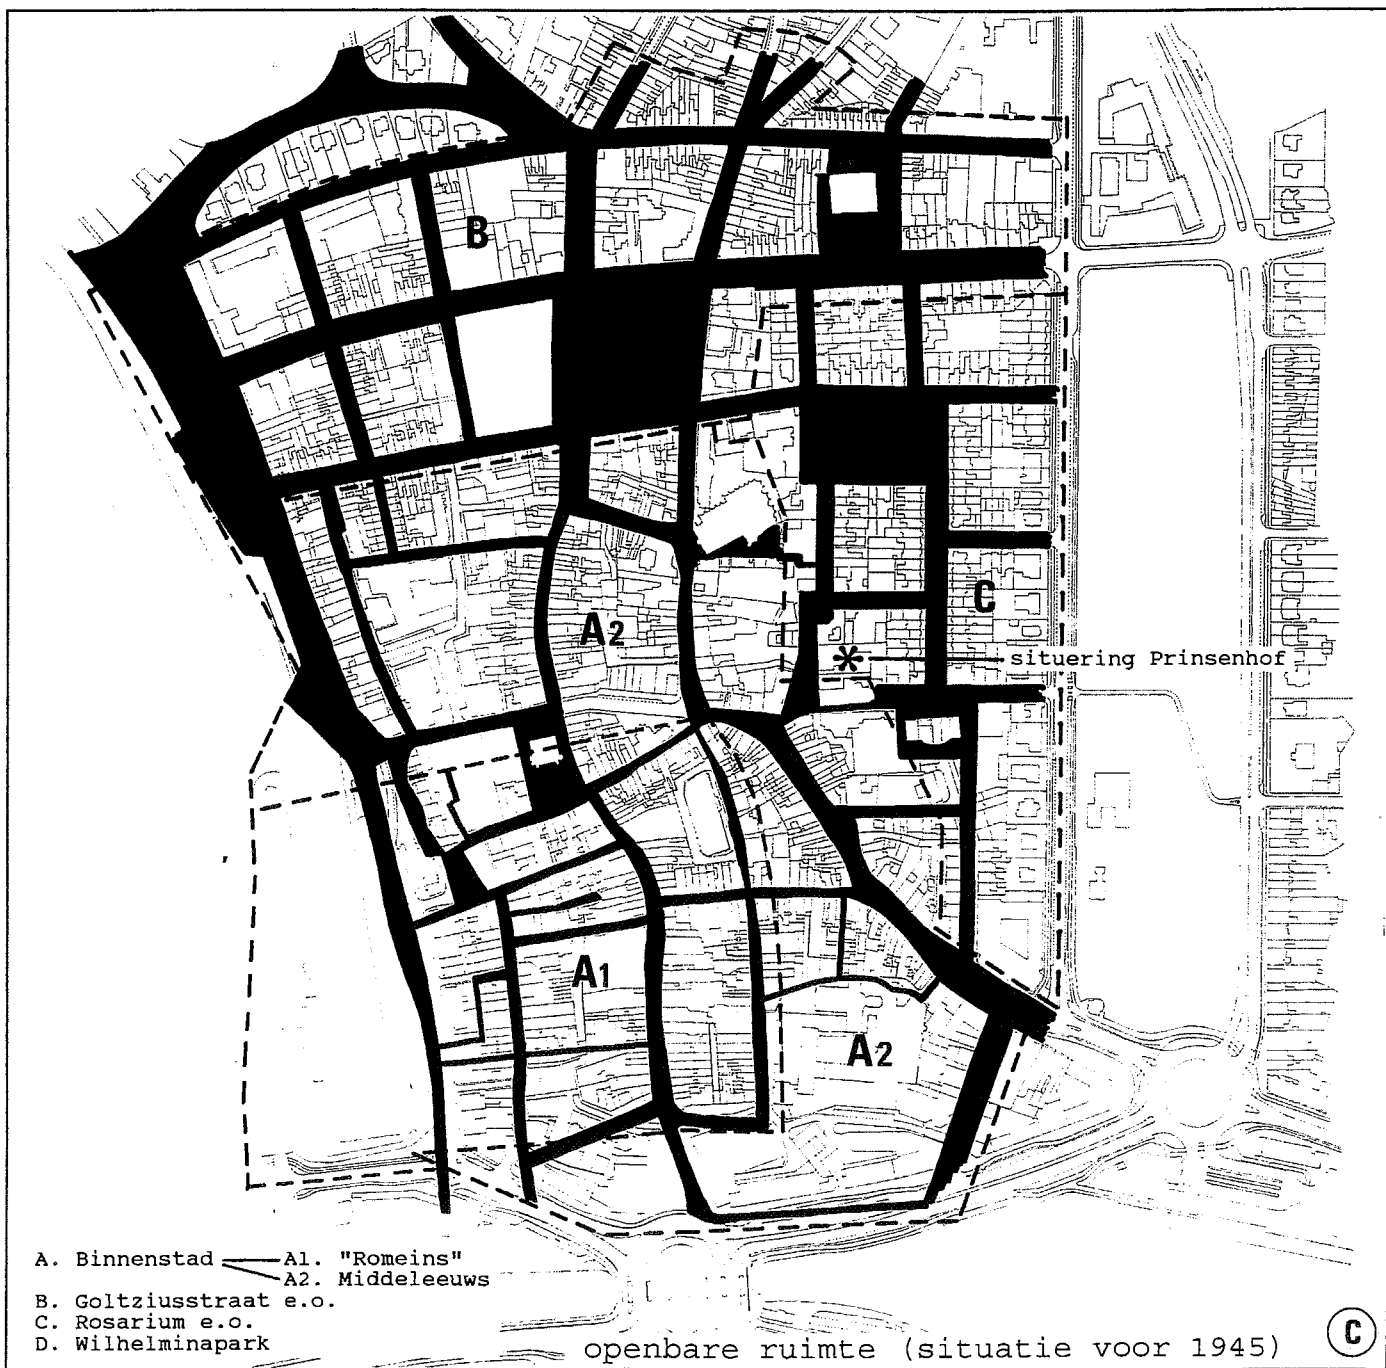 B
A2
C
situering Prinsenhof
A1
A2
A. Binnenstad A1. "Romeins"
A2. Middeleeuws
B. Goltziusstraat e.o.
C. Rosarium e.o.
D. Wilhelminapark
openbare ruimte (situatie voor 1945)
C